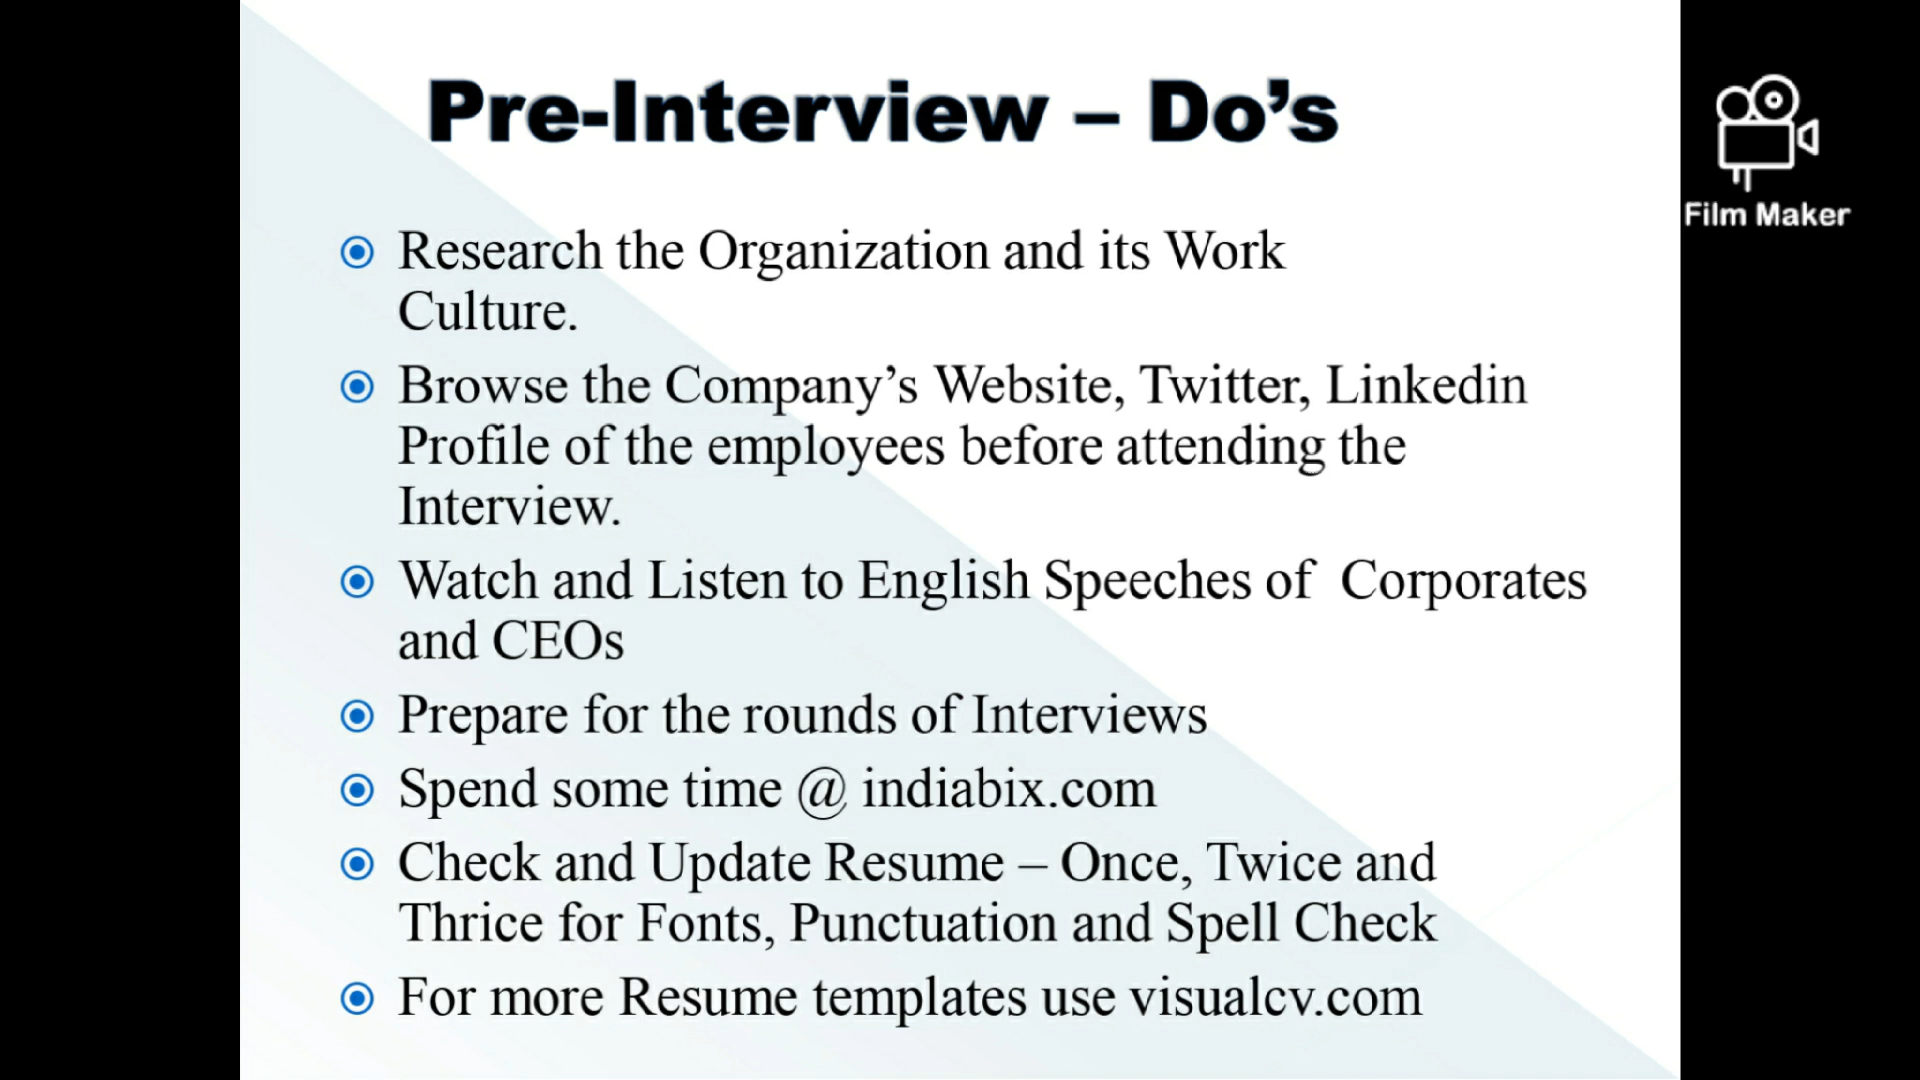 Pre-Interview – Do’s
Film Maker
Research the Organization and its Work
Culture.
Browse the Company’s Website, Twitter, Linkedin
Profile of the employees before attending the
Interview.
Watch and Listen to English Speeches of  Corporates
and CEOs
Prepare for the rounds of Interviews
Spend some time @ indiabix.com
Check and Update Resume – Once, Twice and
Thrice for Fonts, Punctuation and Spell Check
For more Resume templates use visualcv.com